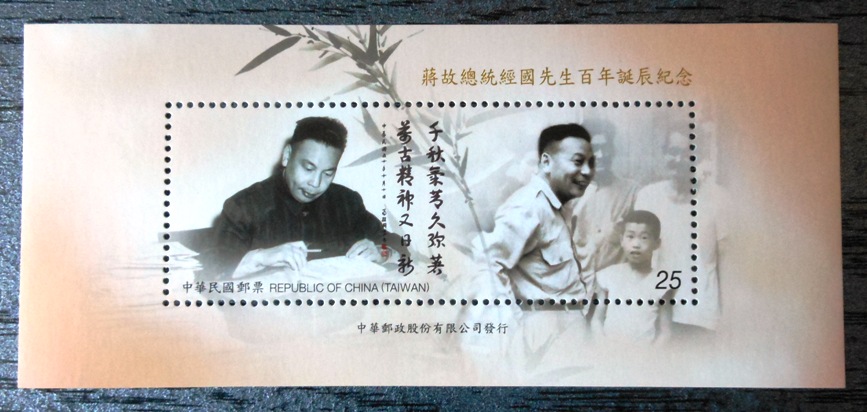 蔣故總統經國先生百年誕辰紀念
千秋氣節久彌著
萬古精神又日新
中華民國郵票 REPUBLIC OF CHINA (TAIWAN)
25
中華郵政股份有限公司發行